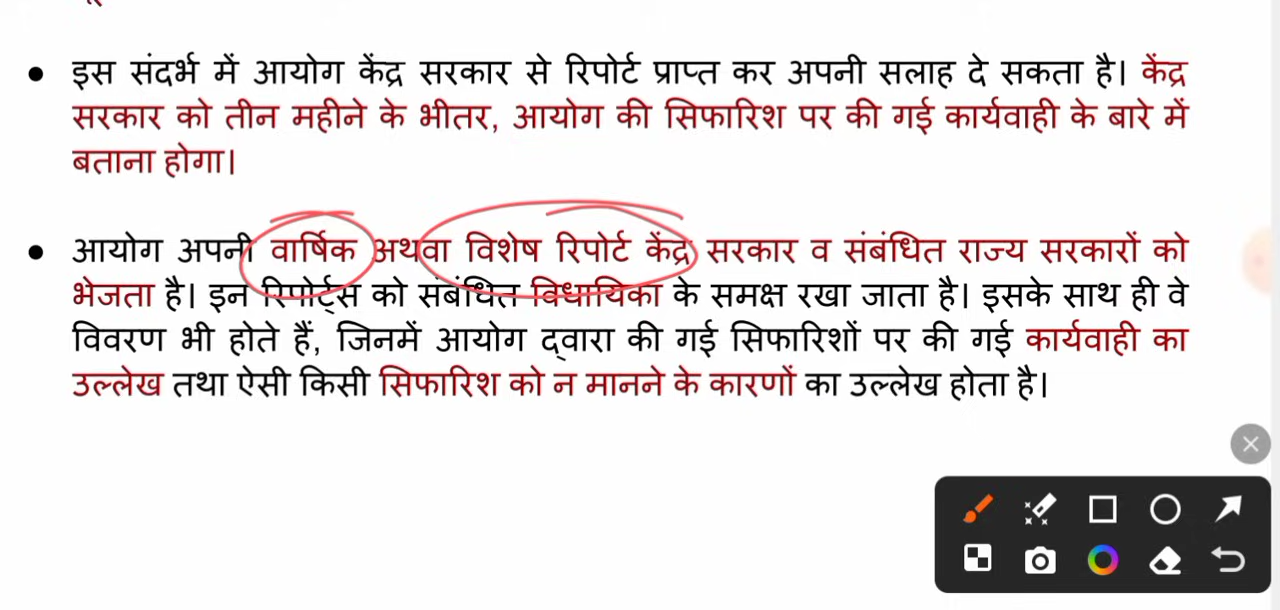 इस संदर्भ में आयोग केंद्र सरकार से रिपोर्ट प्राप्त कर अपनी सलाह दे सकता है। केंद्र
सरकार को तीन महीने के भीतर, आयोग की सिफारिश पर की गई कार्यवाही के बारे में
बताना होगा।
आयोग अपनी वार्षिक अथवा विशेष रिपोर्ट केंद्र सरकार व संबंधित राज्य सरकारों को
भेजता है। इन रिपोर्ट्स को संबंधित विधायिका के समक्ष रखा जाता है। इसके साथ ही वे
विवरण भी होते हैं, जिनमें आयोग द्वारा की गई सिफारिशों पर की गई कार्यवाही का
उल्लेख तथा ऐसी किसी सिफारिश को न मानने के कारणों का उल्लेख होता है।